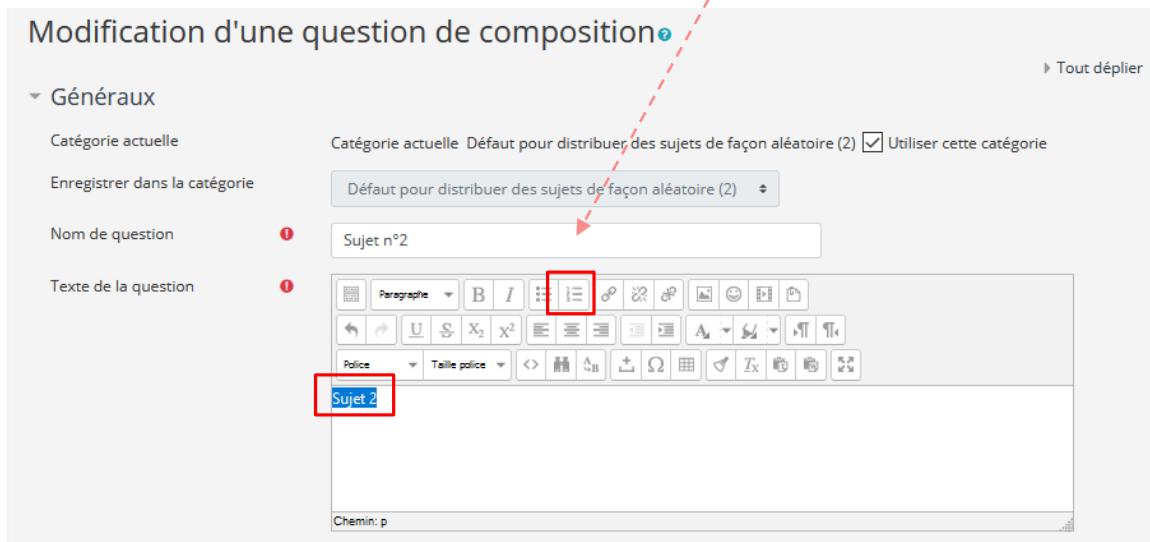 Modification d'une question de composition
Tout déplier
Généraux
Catégorie actuelle
Catégorie actuelle Défaut pour distribuer des sujets de façon aléatoire (2) Utiliser cette catégorie
Enregistrer dans la catégorie
Défaut pour distribuer des sujets de façon aléatoire (2)
Nom de question
Sujet n°2
Texte de la question
Paragraphe B I
U S X₂ X²
Police Taille police
Sujet 2
Chemin: p